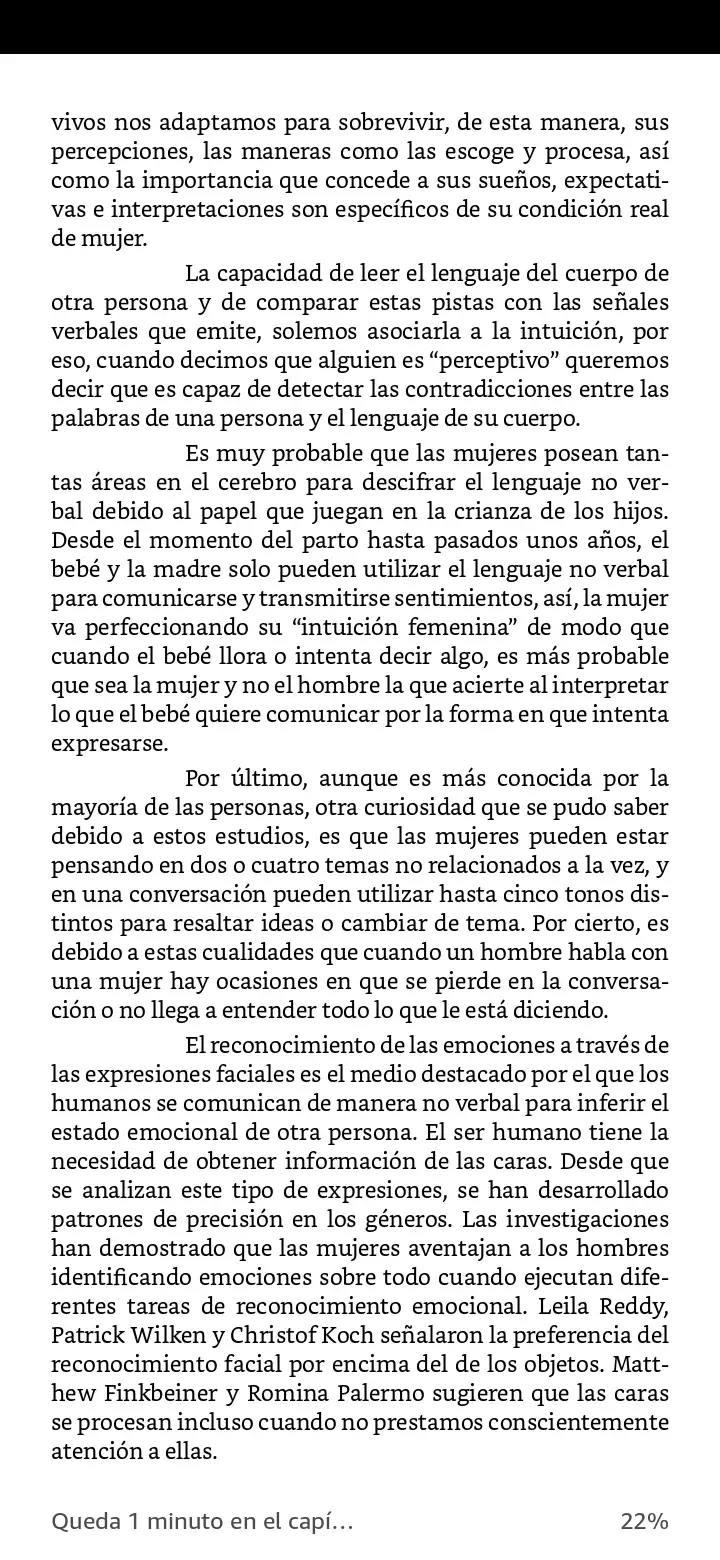 vivos nos adaptamos para sobrevivir, de esta manera, sus
percepciones, las maneras como las escoge y procesa, así
como la importancia que concede a sus sueños, expectati-
vas e interpretaciones son específicos de su condición real
de mujer.
La capacidad de leer el lenguaje del cuerpo de
otra persona y de comparar estas pistas con las señales
verbales que emite, solemos asociarla a la intuición, por
eso, cuando decimos que alguien es “perceptivo” queremos
decir que es capaz de detectar las contradicciones entre las
palabras de una persona y el lenguaje de su cuerpo.
Es muy probable que las mujeres posean tan-
tas áreas en el cerebro para descifrar el lenguaje no ver-
bal debido al papel que juegan en la crianza de los hijos.
Desde el momento del parto hasta pasados unos años, el
bebé y la madre solo pueden utilizar el lenguaje no verbal
para comunicarse y transmitirse sentimientos, así, la mujer
va perfeccionando su “intuición femenina” de modo que
cuando el bebé llora o intenta decir algo, es más probable
que sea la mujer y no el hombre la que acierte al interpretar
lo que el bebé quiere comunicar por la forma en que intenta
expresarse.
Por último, aunque es más conocida por la
mayoría de las personas, otra curiosidad que se pudo saber
debido a estos estudios, es que las mujeres pueden estar
pensando en dos o cuatro temas no relacionados a la vez, y
en una conversación pueden utilizar hasta cinco tonos dis-
tintos para resaltar ideas o cambiar de tema. Por cierto, es
debido a estas cualidades que cuando un hombre habla con
una mujer hay ocasiones en que se pierde en la conversa-
ción o no llega a entender todo lo que le está diciendo.
El reconocimiento de las emociones a través de
las expresiones faciales es el medio destacado por el que los
humanos se comunican de manera no verbal para inferir el
estado emocional de otra persona. El ser humano tiene la
necesidad de obtener información de las caras. Desde que
se analizan este tipo de expresiones, se han desarrollado
patrones de precisión en los géneros. Las investigaciones
han demostrado que las mujeres aventajan a los hombres
identificando emociones sobre todo cuando ejecutan dife-
rentes tareas de reconocimiento emocional. Leila Reddy,
Patrick Wilken y Christof Koch señalaron la preferencia del
reconocimiento facial por encima del de los objetos. Matt-
hew Finkbeiner y Romina Palermo sugieren que las caras
se procesan incluso cuando no prestamos conscientemente
atención a ellas.
Queda 1 minuto en el capí… 22%